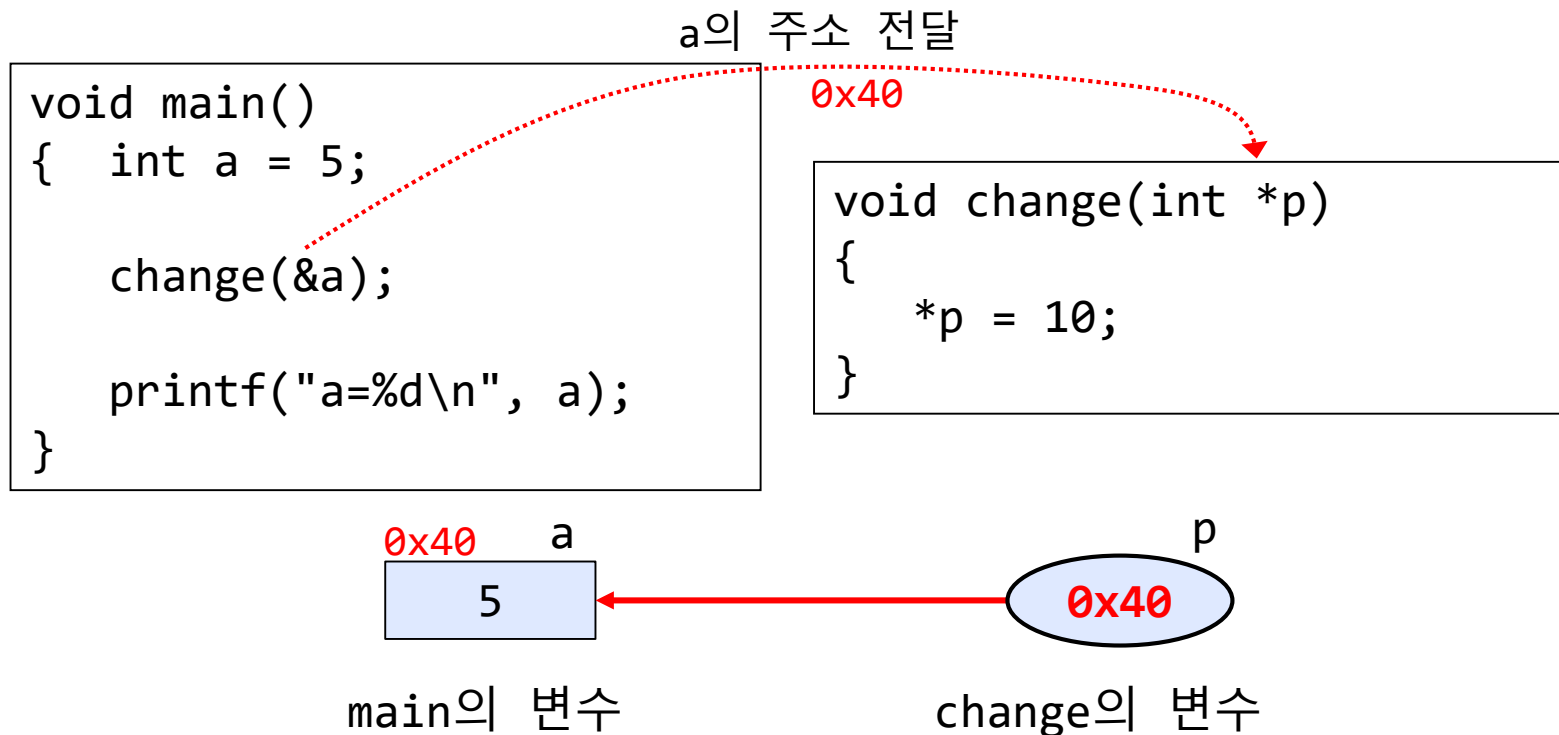 a의 주소 전달
0x40
void main()
{  int a = 5;
   change(&a);
   printf("a=%d\n", a);
}
void change(int *p)
{
   *p = 10;
}
0x40 a
5
p
0x40
main의 변수
change의 변수